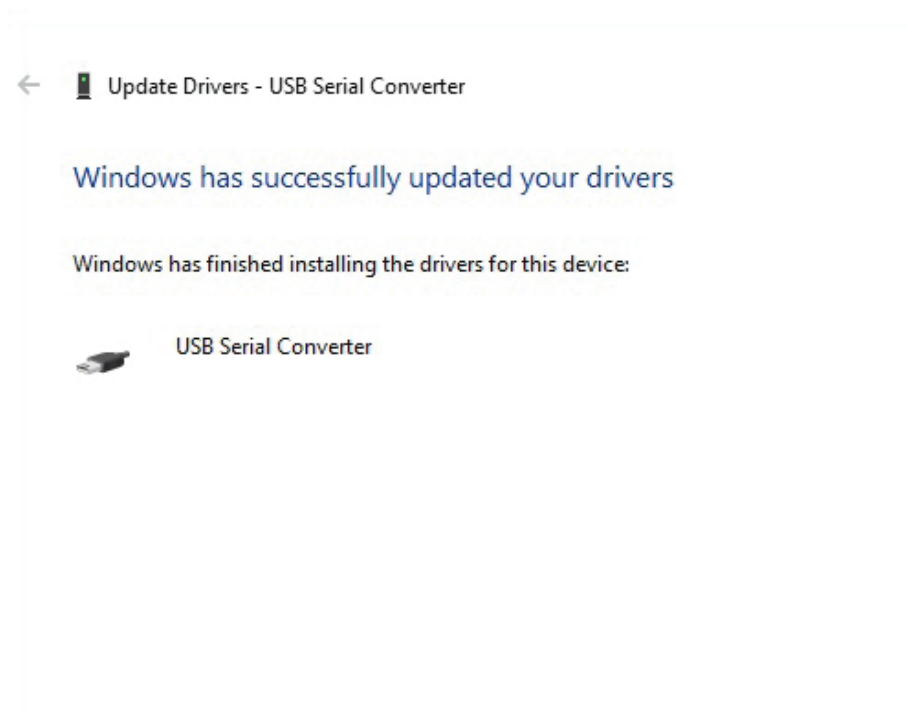 Update Drivers - USB Serial Converter
Windows has successfully updated your drivers
Windows has finished installing the drivers for this device:
USB Serial Converter